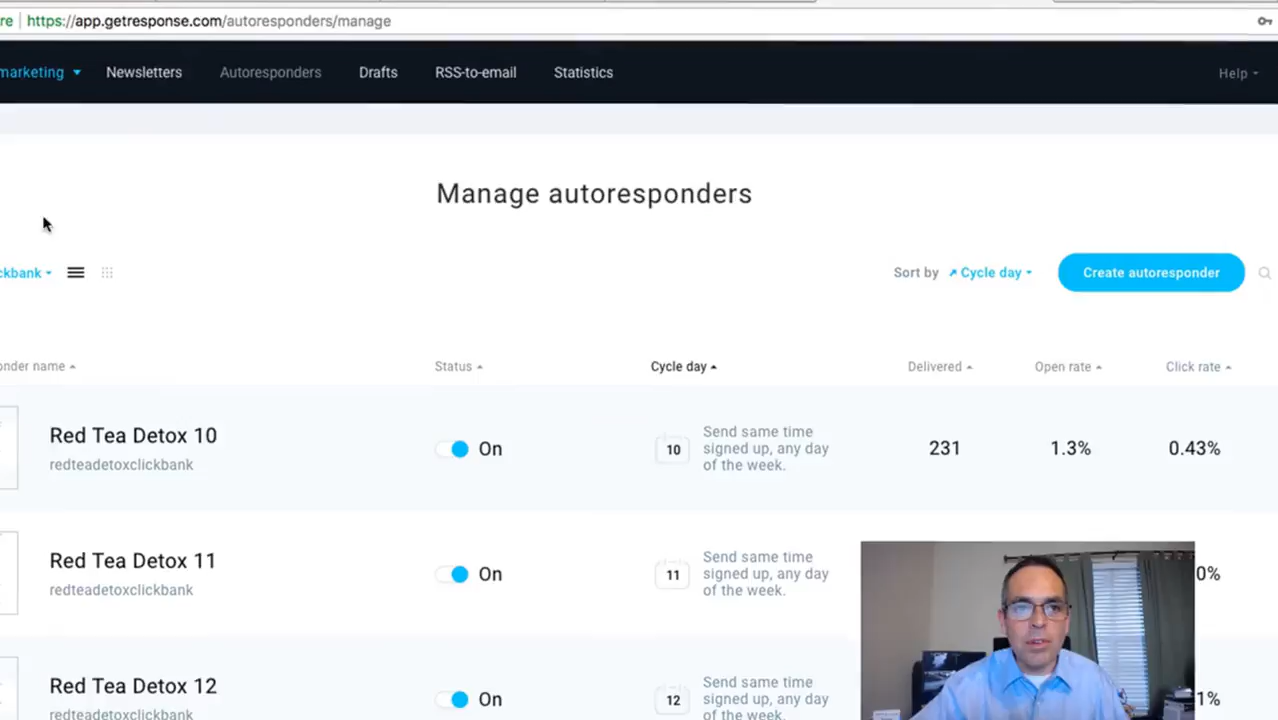 re https://app.getresponse.com/autoresponders/manage
marketing Newsletters Autoresponders Drafts RSS-to-email Statistics Help
Manage autoresponders
ckbank Sort by Cycle day Create autoresponder
onder name Status Cycle day Delivered Open rate Click rate
Red Tea Detox 10
redteadetoxclickbank
On
10
Send same time
signed up, any day
of the week.
231 1.3% 0.43%
Red Tea Detox 11
redteadetoxclickbank
On
11
Send same time
signed up, any day
of the week.
0%
Red Tea Detox 12
redteadetoxclickbank
On
12
Send same time
signed up, any day
of the week.
1%